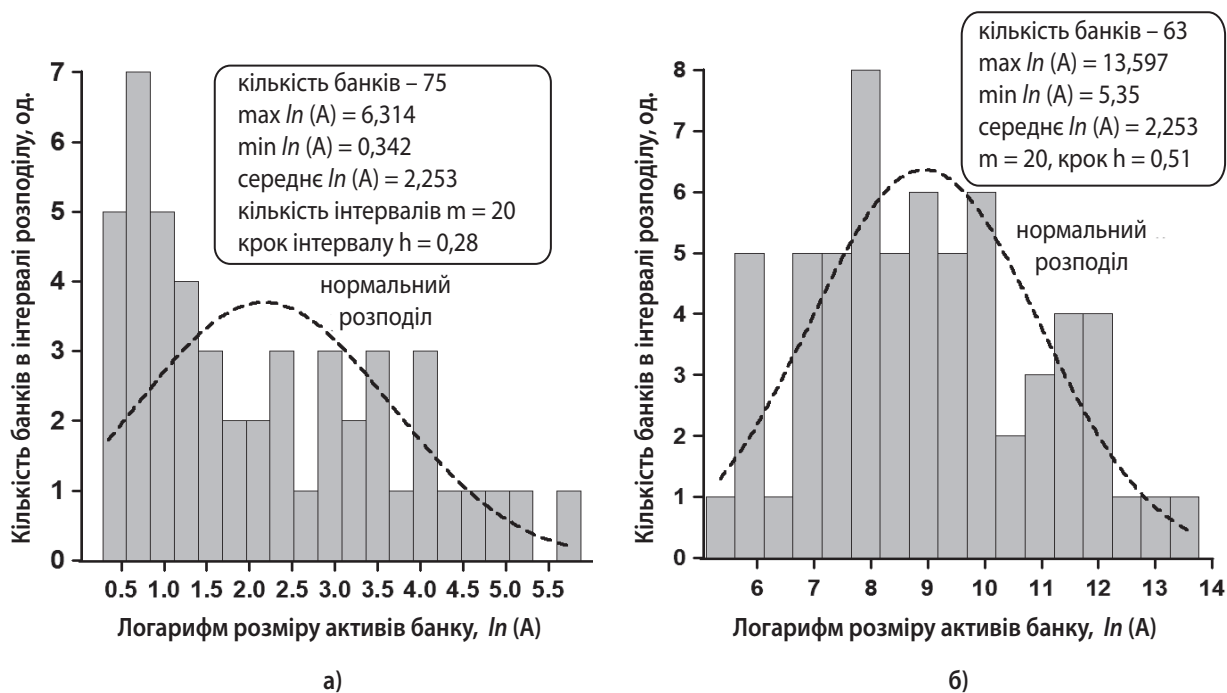 кількість банків – 75
max ln (A) = 6,314
min ln (A) = 0,342
середнє ln (A) = 2,253
кількість інтервалів m = 20
крок інтервалу h = 0,28
нормальний
розподіл
Кількість банків в інтервалі розподілу, од.
7
6
5
4
3
2
1
0
0.5 1.0 1.5 2.0 2.5 3.0 3.5 4.0 4.5 5.0 5.5
Логарифм розміру активів банку, ln (A)
а)
кількість банків – 63
max ln (A) = 13,597
min ln (A) = 5,35
середнє ln (A) = 2,253
m = 20, крок h = 0,51
нормальний
розподіл
Кількість банків в інтервалі розподілу, од.
8
7
6
5
4
3
2
1
0
6 7 8 9 10 11 12 13 14
Логарифм розміру активів банку, ln (A)
б)